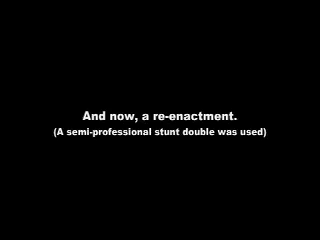 And now, a re-enactment.
(A semi-professional stunt double was used)